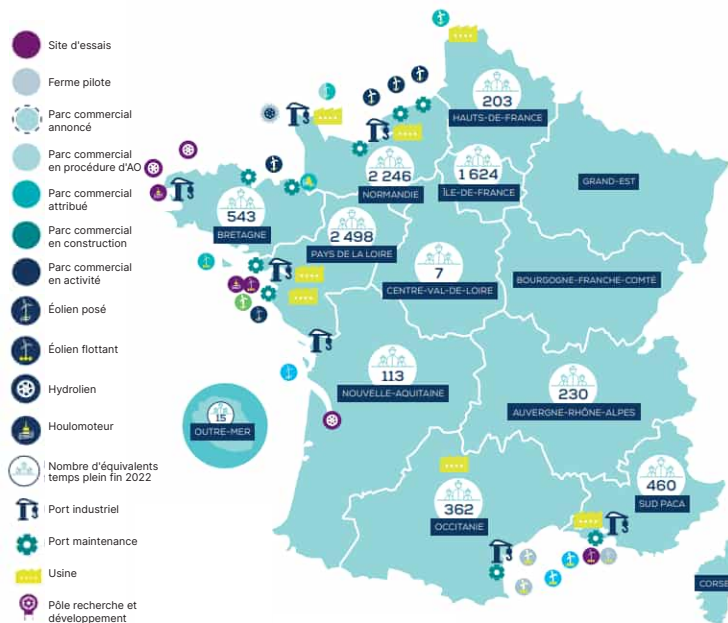 Site d'essais
Ferme pilote
Parc commercial
annoncé
Parc commercial
en procédure d'AO
Parc commercial
attribué
Parc commercial
en construction
Parc commercial
en activité
Éolien posé
Éolien flottant
Hydrolien
Houlomoteur
Nombre d'équivalents
temps plein fin 2022
Port industriel
Port maintenance
Usine
Pôle recherche et
développement
203
HAUTS-DE-FRANCE
2 246
NORMANDIE
1 624
ÎLE-DE-FRANCE
GRAND-EST
543
BRETAGNE
2 498
PAYS DE LA LOIRE
7
CENTRE-VAL-DE-LOIRE
BOURGOGNE-FRANCHE-COMTÉ
113
NOUVELLE-AQUITAINE
230
AUVERGNE-RHÔNE-ALPES
15
OUTRE-MER
362
OCCITANIE
460
SUD PACA
CORSE